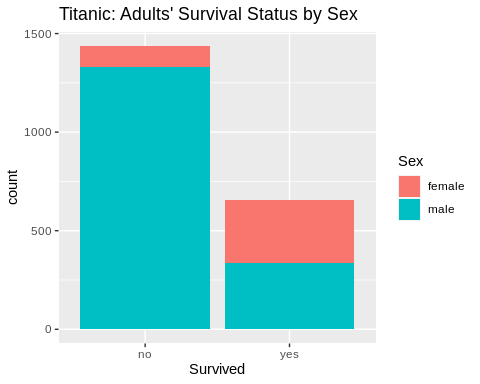 Titanic: Adults' Survival Status by Sex
1500
1000
500
0
count
no
yes
Survived
Sex
female
male